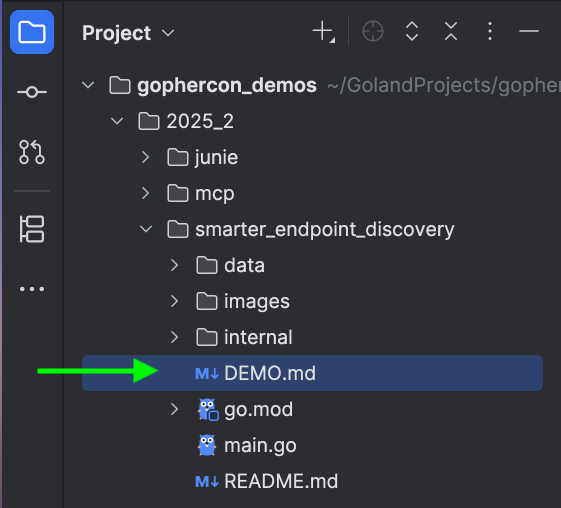 Project
gophercon_demos ~/GolandProjects/gopher
2025_2
junie
mcp
smarter_endpoint_discovery
data
images
internal
M↓ DEMO.md
go.mod
main.go
M↓ README.md